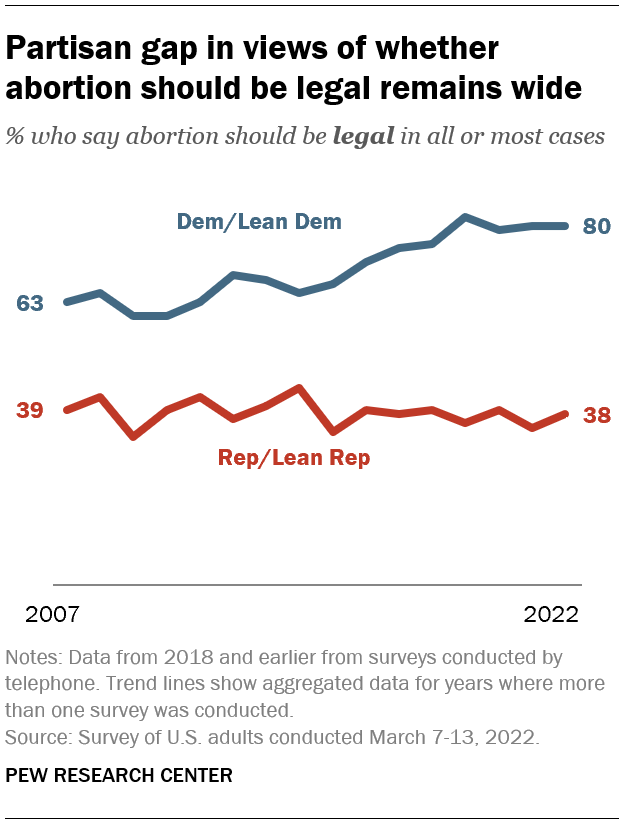 Partisan gap in views of whether
abortion should be legal remains wide
% who say abortion should be legal in all or most cases
Dem/Lean Dem
80
63
39
38
Rep/Lean Rep
2007
2022
Notes: Data from 2018 and earlier from surveys conducted by
telephone. Trend lines show aggregated data for years where more
than one survey was conducted.
Source: Survey of U.S. adults conducted March 7-13, 2022.
PEW RESEARCH CENTER